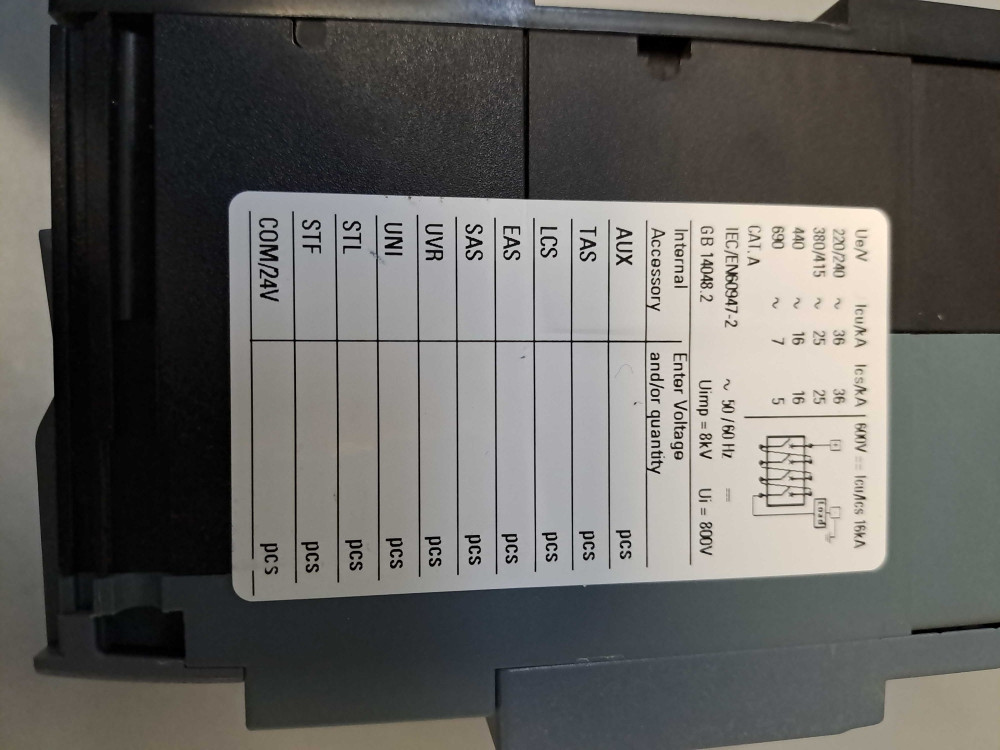 Ue/V Icu/kA Ics/kA 600V ⎓ Icu/Ics 16kA
220/240 ~ 36 36
380/415 ~ 25 25
440 ~ 16 16
690 ~ 7 5
Load
CAT. A
IEC/EN60947-2 ~ 50/60 Hz ⎓
GB 14048.2 Uimp = 8kV Ui = 800V
Internal Enter Voltage
Accessory and/or quantity
AUX pcs
TAS pcs
LCS pcs
EAS pcs
SAS pcs
UVR pcs
UNI pcs
STL pcs
STF pcs
COM/24V pcs